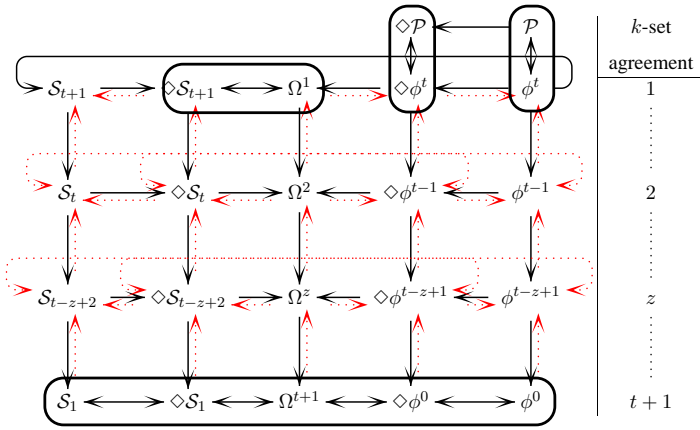 ◇𝒫 𝒫 k-set
agreement
𝒮_{t+1} ◇𝒮_{t+1} Ω^1 ◇ϕ^t ϕ^t 1
𝒮_t ◇𝒮_t Ω^2 ◇ϕ^{t-1} ϕ^{t-1} 2
𝒮_{t-z+2} ◇𝒮_{t-z+2} Ω^z ◇ϕ^{t-z+1} ϕ^{t-z+1} z
𝒮_1 ◇𝒮_1 Ω^{t+1} ◇ϕ^0 ϕ^0 t + 1